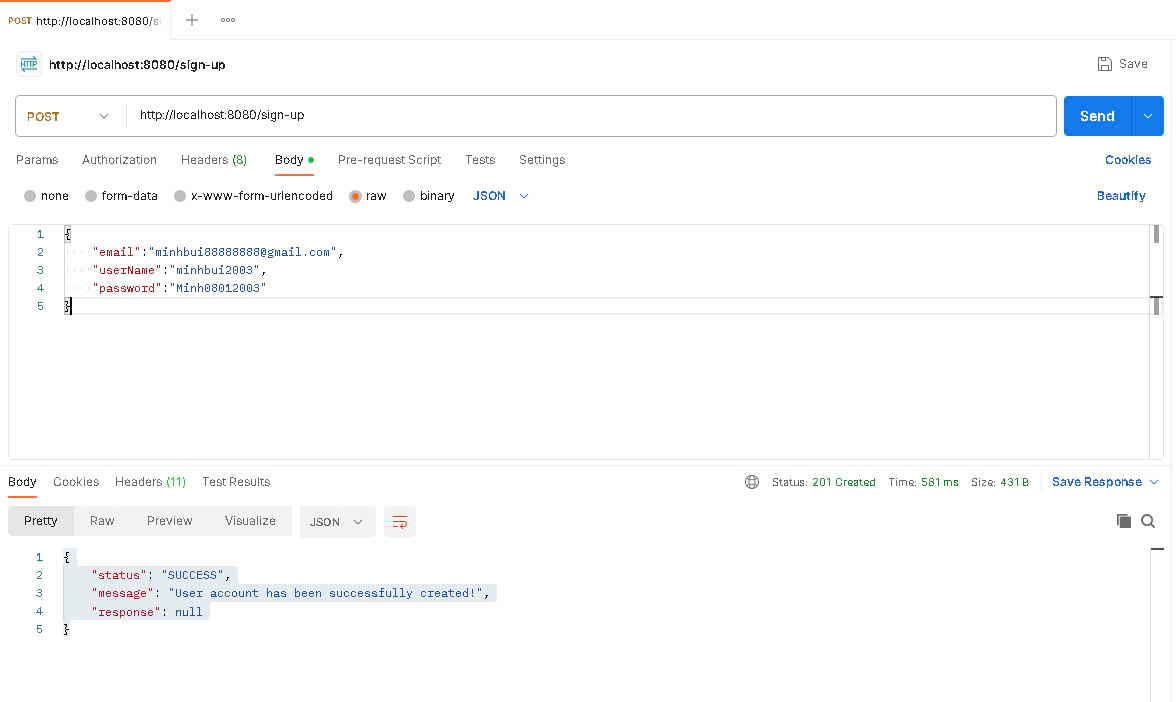 POST http://localhost:8080/si
HTTP http://localhost:8080/sign-up Save
POST http://localhost:8080/sign-up Send
Params Authorization Headers (8) Body Pre-request Script Tests Settings Cookies
none form-data x-www-form-urlencoded raw binary JSON Beautify
1 {
2 "email":"minhbui88888888@gmail.com",
3 "userName":"minhbui2003",
4 "password":"Minh08012003"
5 }
Body Cookies Headers (11) Test Results Status: 201 Created Time: 581 ms Size: 431 B Save Response
Pretty Raw Preview Visualize JSON
1 {
2 "status": "SUCCESS",
3 "message": "User account has been successfully created!",
4 "response": null
5 }